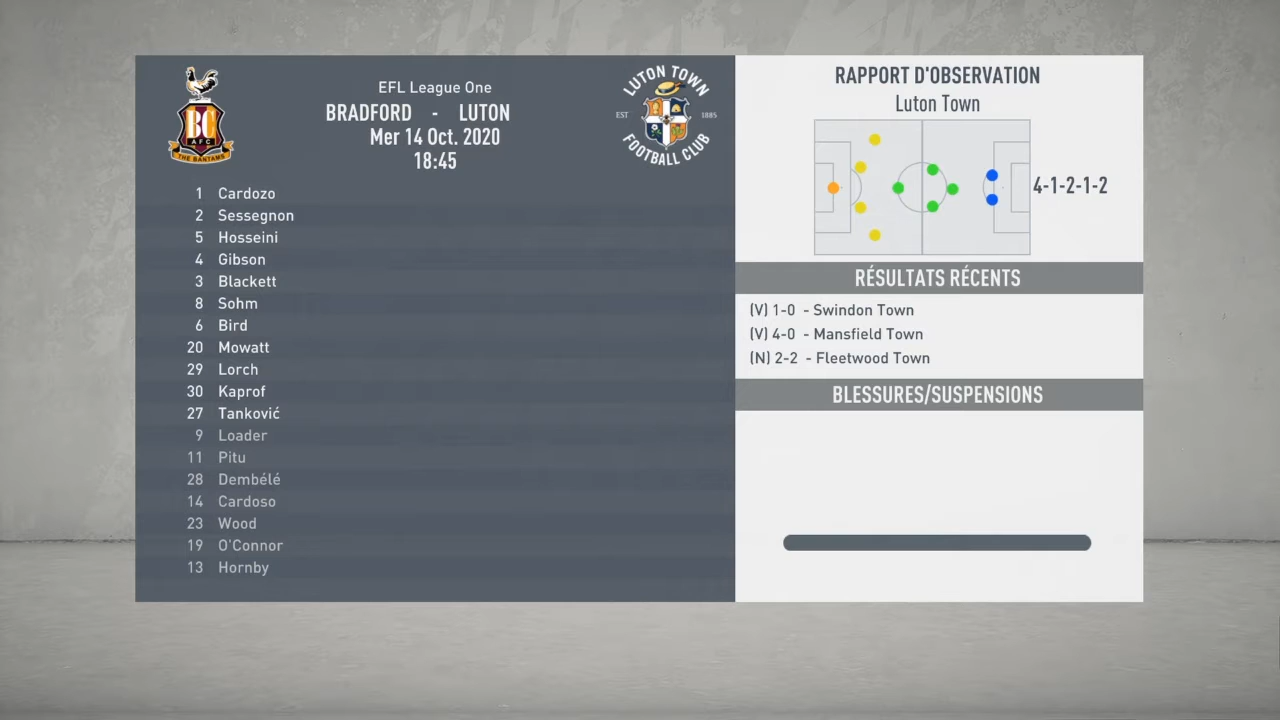 EFL League One
BRADFORD - LUTON
Mer 14 Oct. 2020
18:45
BC
AFC
THE BANTAMS
LUTON TOWN
EST 1885
FOOTBALL CLUB
1 Cardozo
2 Sessegnon
5 Hosseini
4 Gibson
3 Blackett
8 Sohm
6 Bird
20 Mowatt
29 Lorch
30 Kaprof
27 Tanković
9 Loader
11 Pitu
28 Dembélé
14 Cardoso
23 Wood
19 O'Connor
13 Hornby
RAPPORT D'OBSERVATION
Luton Town
4-1-2-1-2
RÉSULTATS RÉCENTS
(V) 1-0 - Swindon Town
(V) 4-0 - Mansfield Town
(N) 2-2 - Fleetwood Town
BLESSURES/SUSPENSIONS